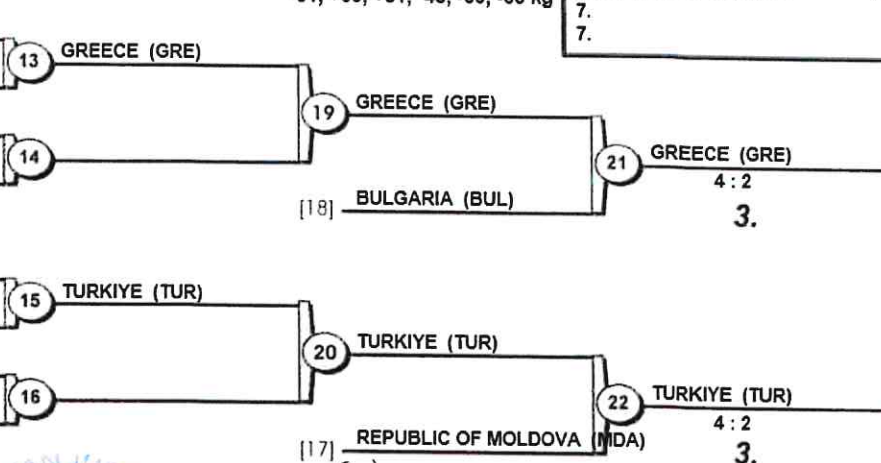 7.
7.
13 GREECE (GRE)
19 GREECE (GRE)
14
21 GREECE (GRE)
4 : 2
3.
[18] BULGARIA (BUL)
15 TURKIYE (TUR)
20 TURKIYE (TUR)
16
22 TURKIYE (TUR)
4 : 2
3.
[17] REPUBLIC OF MOLDOVA (MDA)